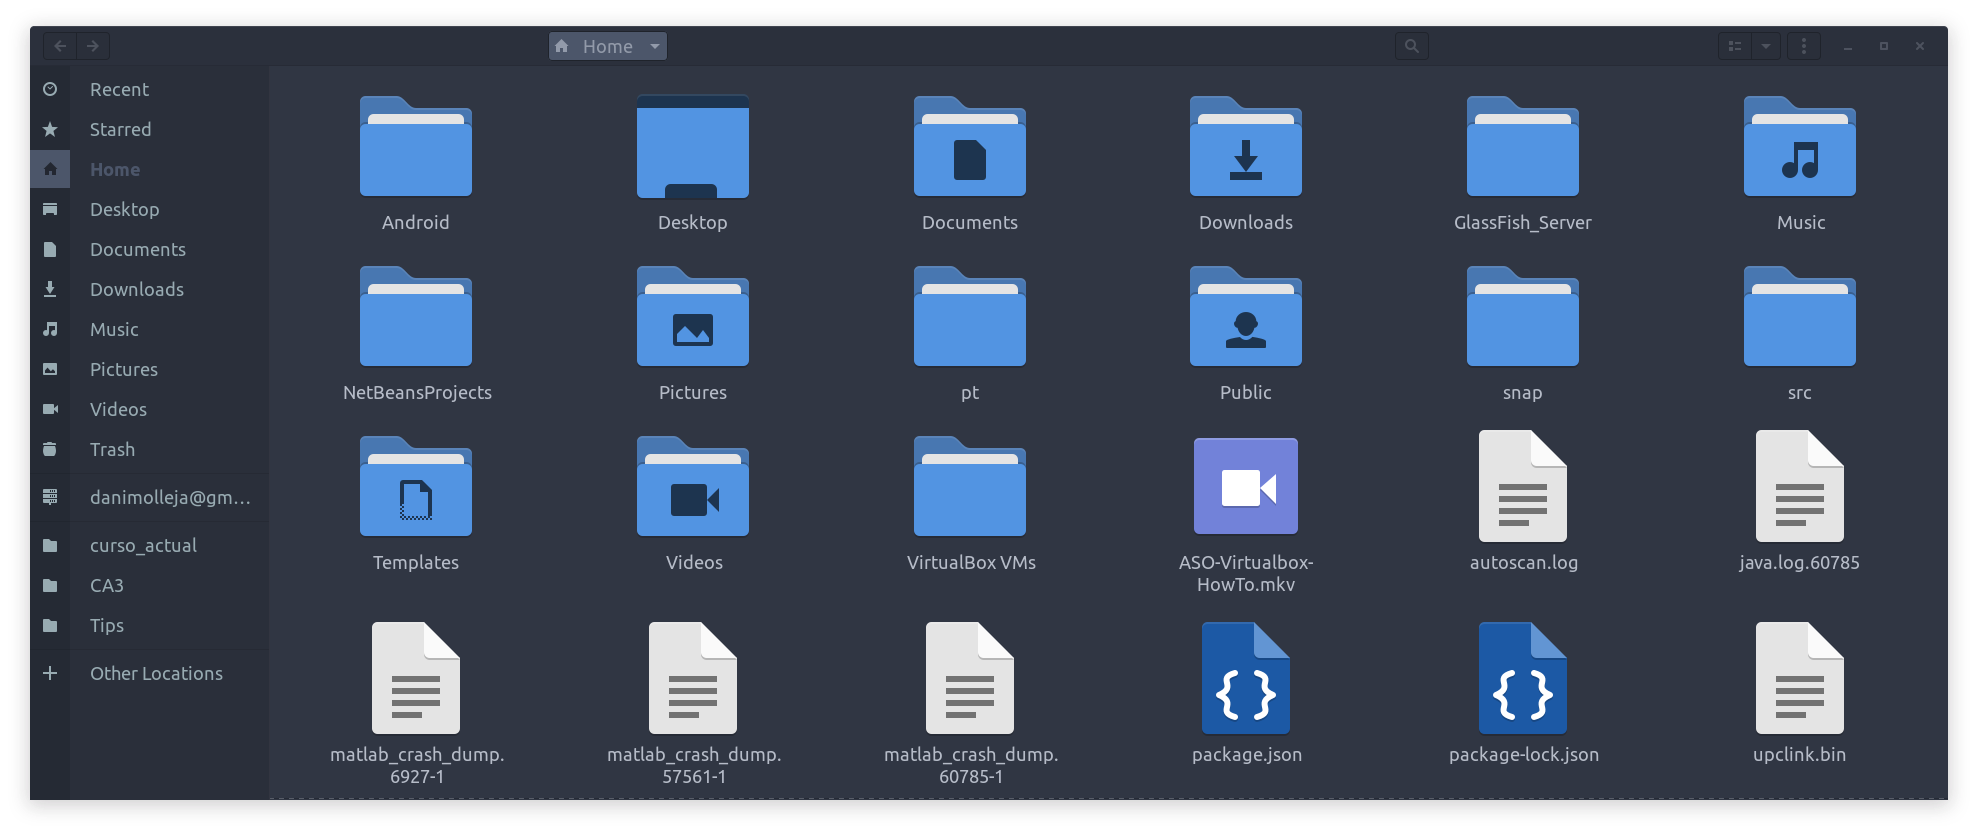 Home
Recent
Starred
Home
Desktop
Documents
Downloads
Music
Pictures
Videos
Trash
danimolleja@gm...
curso_actual
CA3
Tips
Other Locations
Android
Desktop
Documents
Downloads
GlassFish_Server
Music
NetBeansProjects
Pictures
pt
Public
snap
src
Templates
Videos
VirtualBox VMs
ASO-Virtualbox-
HowTo.mkv
autoscan.log
java.log.60785
matlab_crash_dump.
6927-1
matlab_crash_dump.
57561-1
matlab_crash_dump.
60785-1
package.json
package-lock.json
upclink.bin